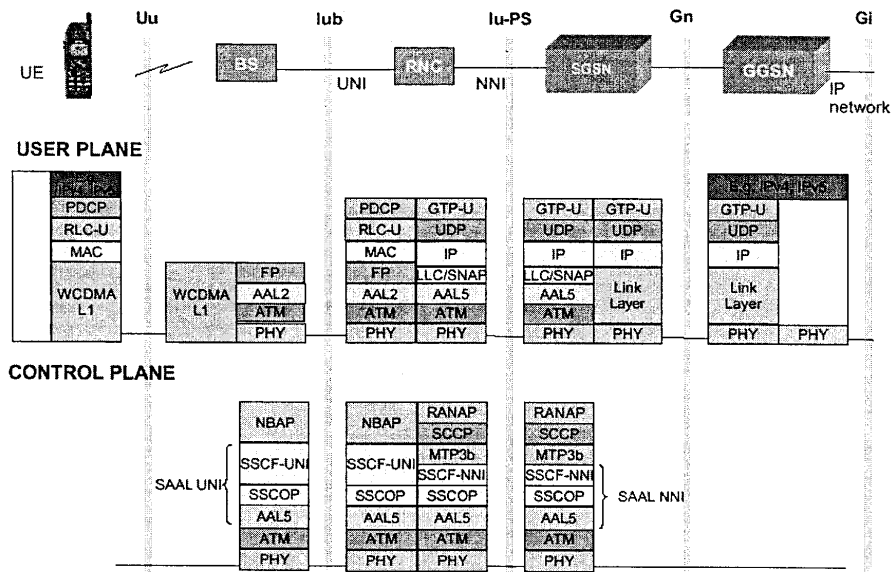 Uu Iub Iu-PS Gn Gi
UE
BS
RNC
SGSN
GGSN
UNI NNI
IP network
USER PLANE
IPv4, IPv6
PDCP
RLC-U
MAC
WCDMA L1
WCDMA L1
FP
AAL2
ATM
PHY
PDCP GTP-U
RLC-U UDP
MAC IP
FP LLC/SNAP
AAL2 AAL5
ATM ATM
PHY PHY
GTP-U GTP-U
UDP UDP
IP IP
LLC/SNAP
AAL5
ATM
Link Layer
PHY PHY
E.g. IPv4, IPv6
GTP-U
UDP
IP
Link Layer
PHY PHY
CONTROL PLANE
SAAL UNI
NBAP
SSCF-UNI
SSCOP
AAL5
ATM
PHY
NBAP
SSCF-UNI
SSCOP
AAL5
ATM
PHY
RANAP
SCCP
MTP3b
SSCF-NNI
SSCOP
AAL5
ATM
PHY
RANAP
SCCP
MTP3b
SSCF-NNI
SSCOP
AAL5
ATM
PHY
SAAL NNI